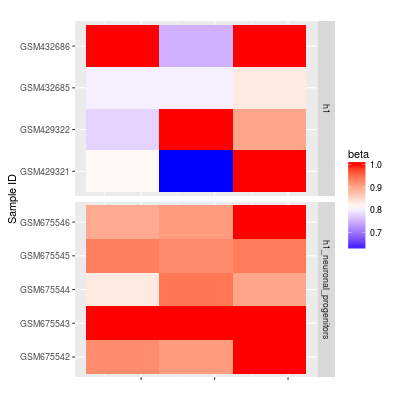 Sample ID
GSM432686
GSM432685
GSM429322
GSM429321
h1
GSM675546
GSM675545
GSM675544
GSM675543
GSM675542
h1_neuronal_progenitors
beta
1.0
0.9
0.8
0.7